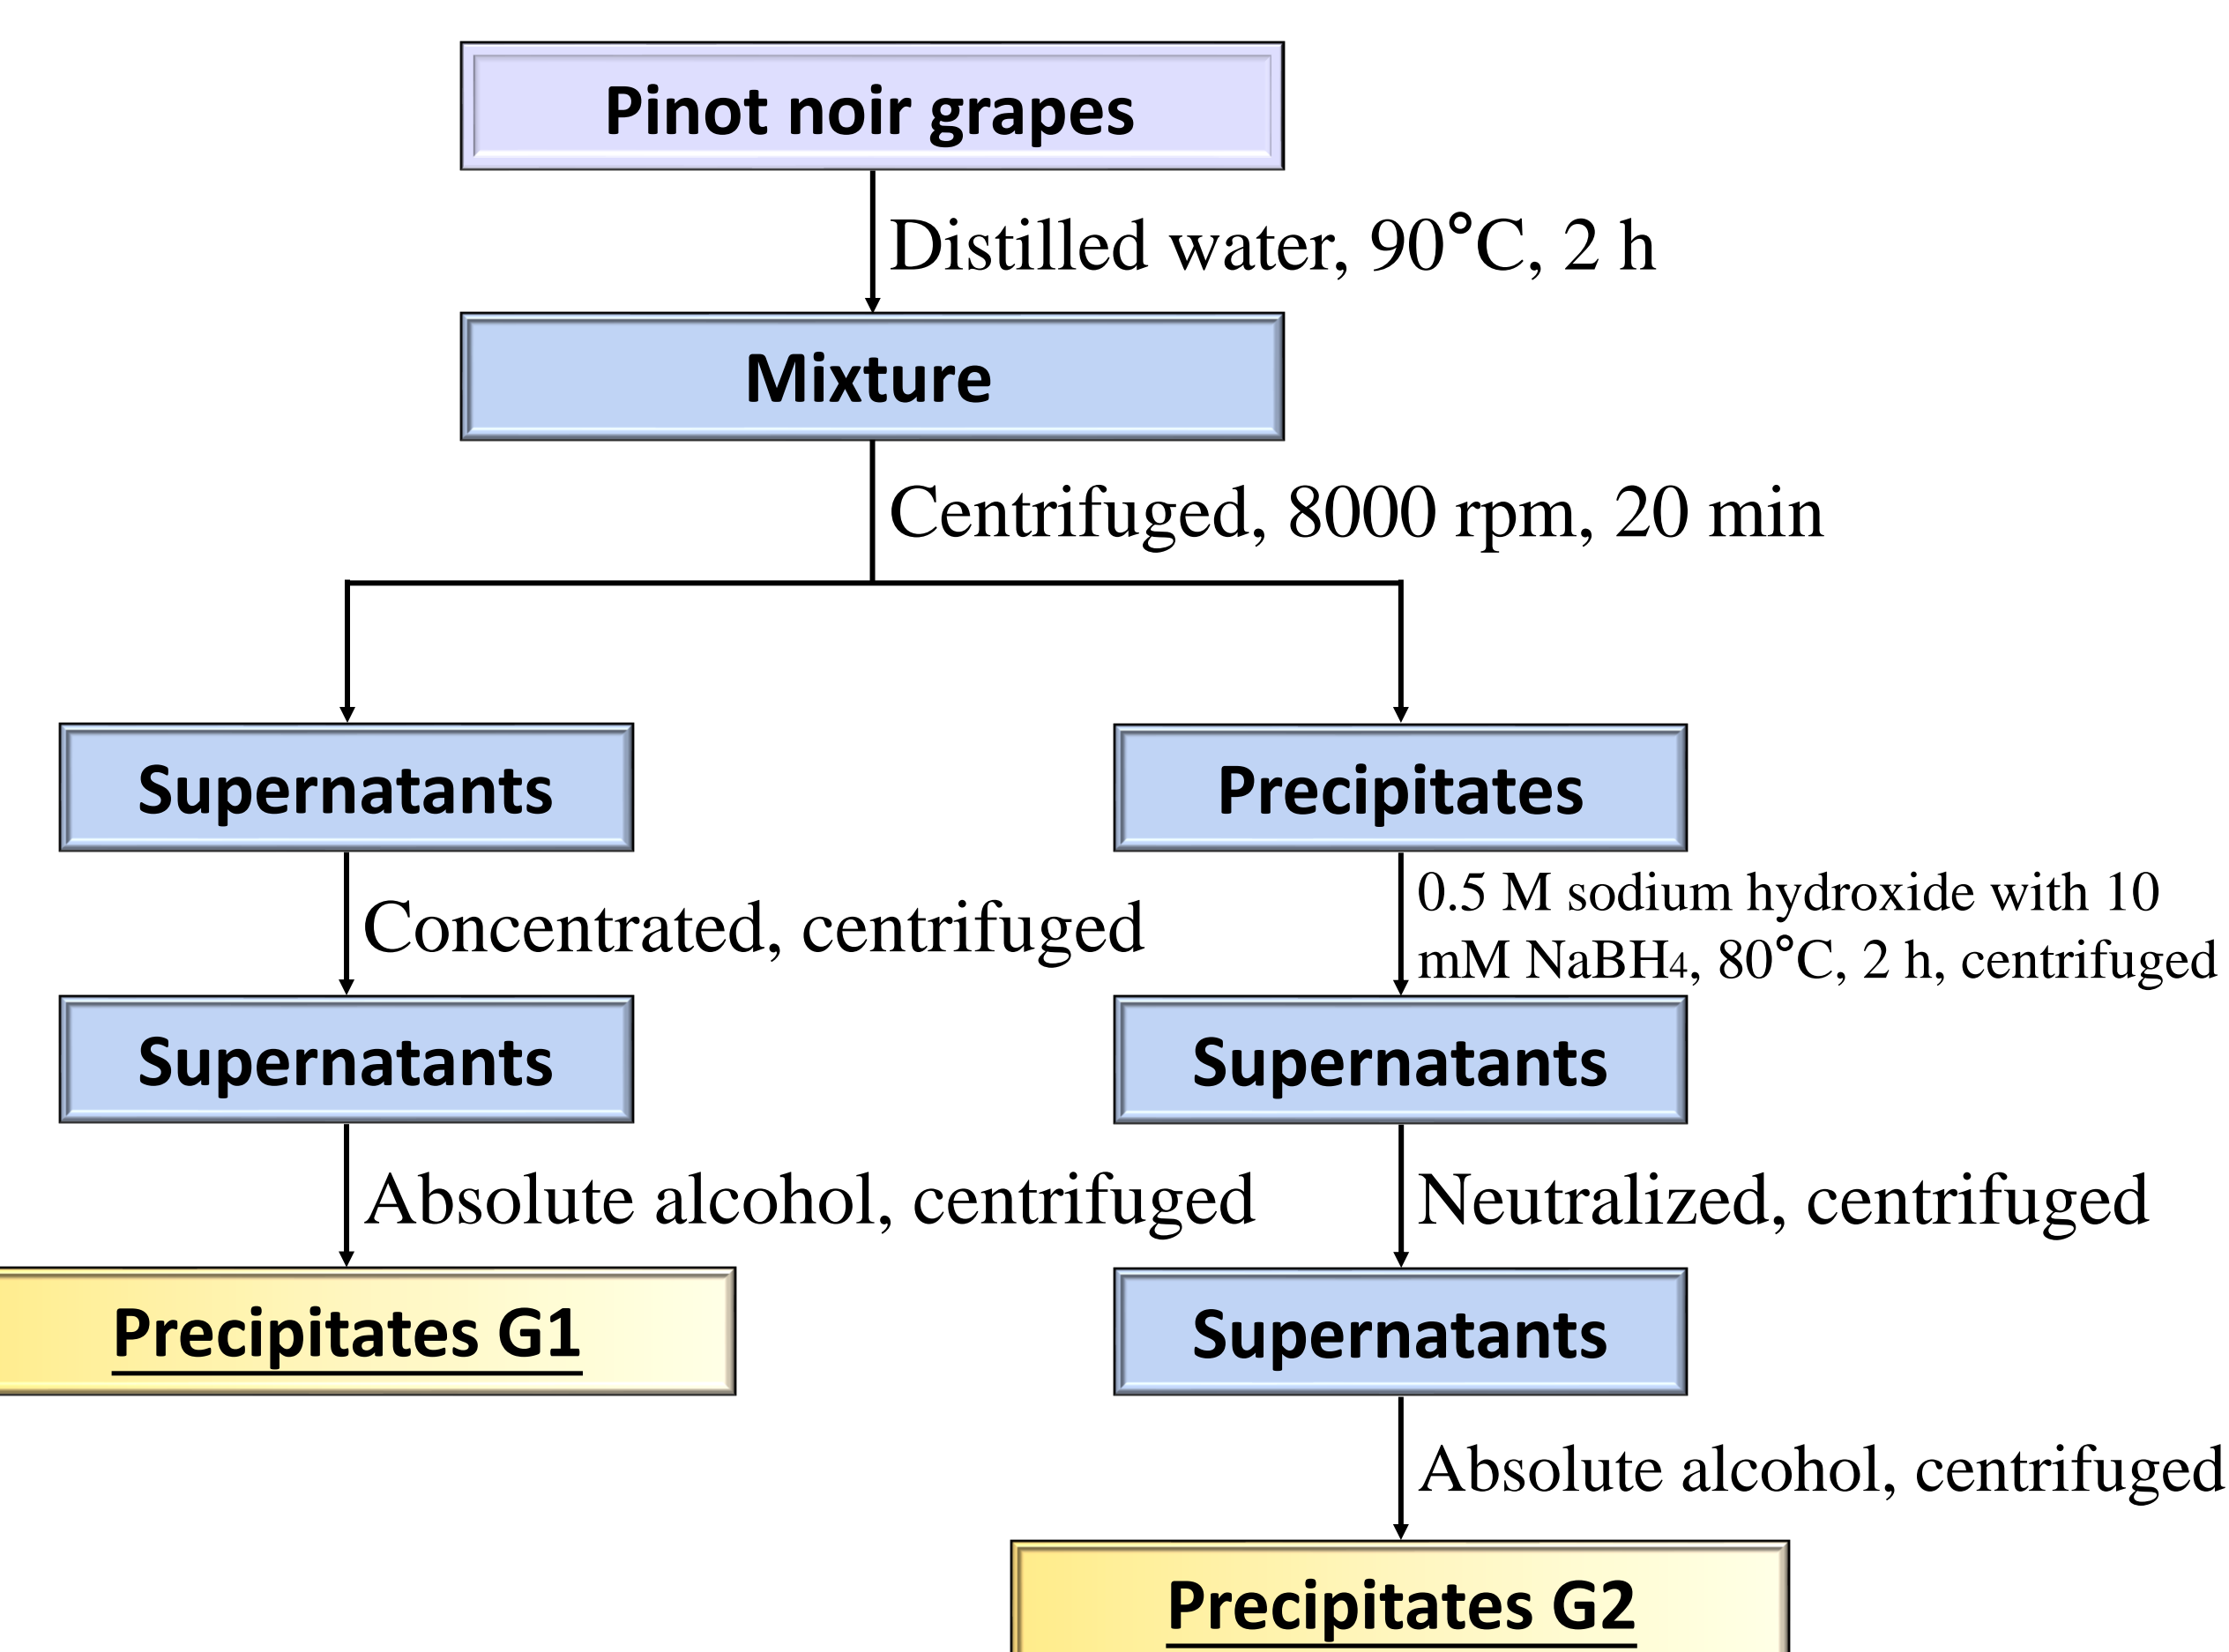 Pinot noir grapes
Distilled water, 90°C, 2 h
Mixture
Centrifuged, 8000 rpm, 20 min
Supernatants
Precipitates
Concentrated, centrifuged
0.5 M sodium hydroxide with 10
mM NaBH4, 80°C, 2 h, centrifuged
Supernatants
Supernatants
Absolute alcohol, centrifuged
Neutralized, centrifuged
Precipitates G1
Supernatants
Absolute alcohol, centrifuged
Precipitates G2